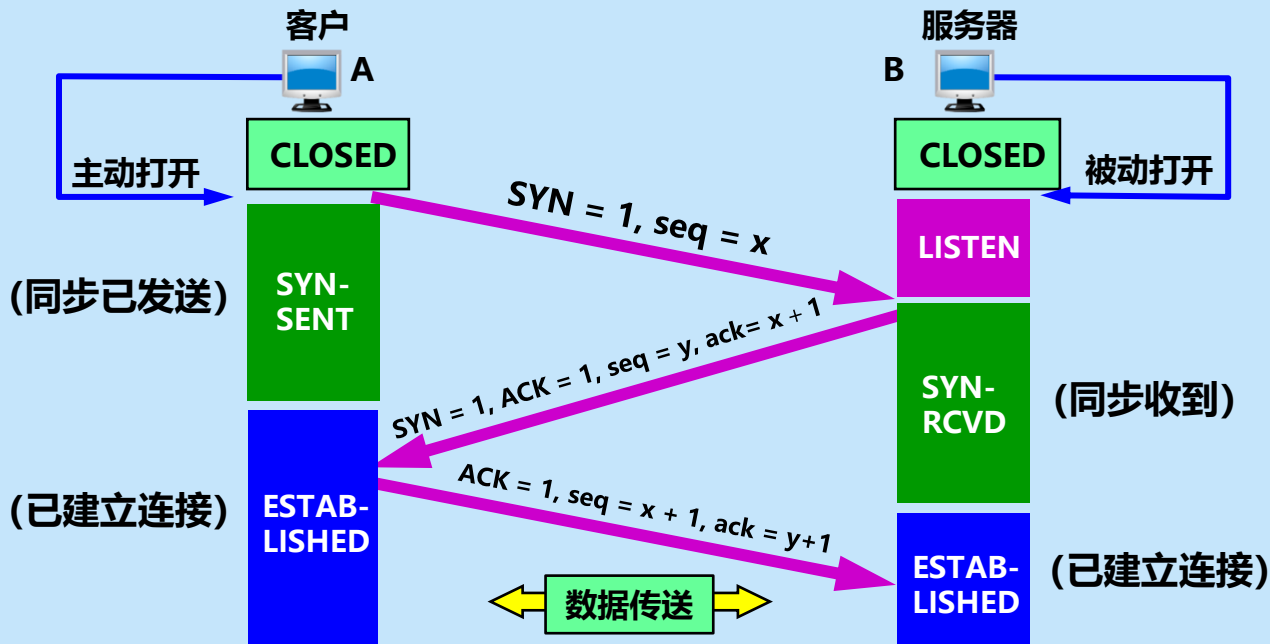 客户
服务器
A
B
CLOSED
CLOSED
主动打开
被动打开
SYN = 1, seq = x
LISTEN
(同步已发送)
SYN-
SENT
SYN = 1, ACK = 1, seq = y, ack= x + 1
SYN-
RCVD
(同步收到)
ACK = 1, seq = x + 1, ack = y+1
(已建立连接)
ESTAB-
LISHED
ESTAB-
LISHED
(已建立连接)
数据传送